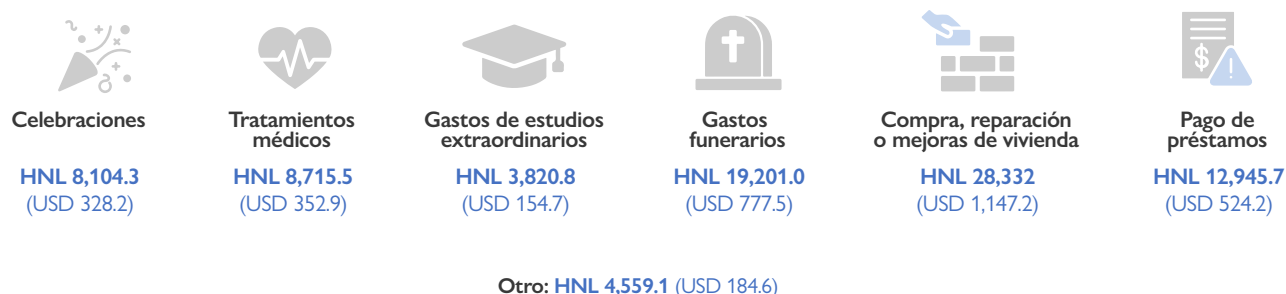 Celebraciones
HNL 8,104.3
(USD 328.2)
Tratamientos
médicos
HNL 8,715.5
(USD 352.9)
Gastos de estudios
extraordinarios
HNL 3,820.8
(USD 154.7)
Gastos
funerarios
HNL 19,201.0
(USD 777.5)
Compra, reparación
o mejoras de vivienda
HNL 28,332
(USD 1,147.2)
$
Pago de
préstamos
HNL 12,945.7
(USD 524.2)
Otro: HNL 4,559.1 (USD 184.6)